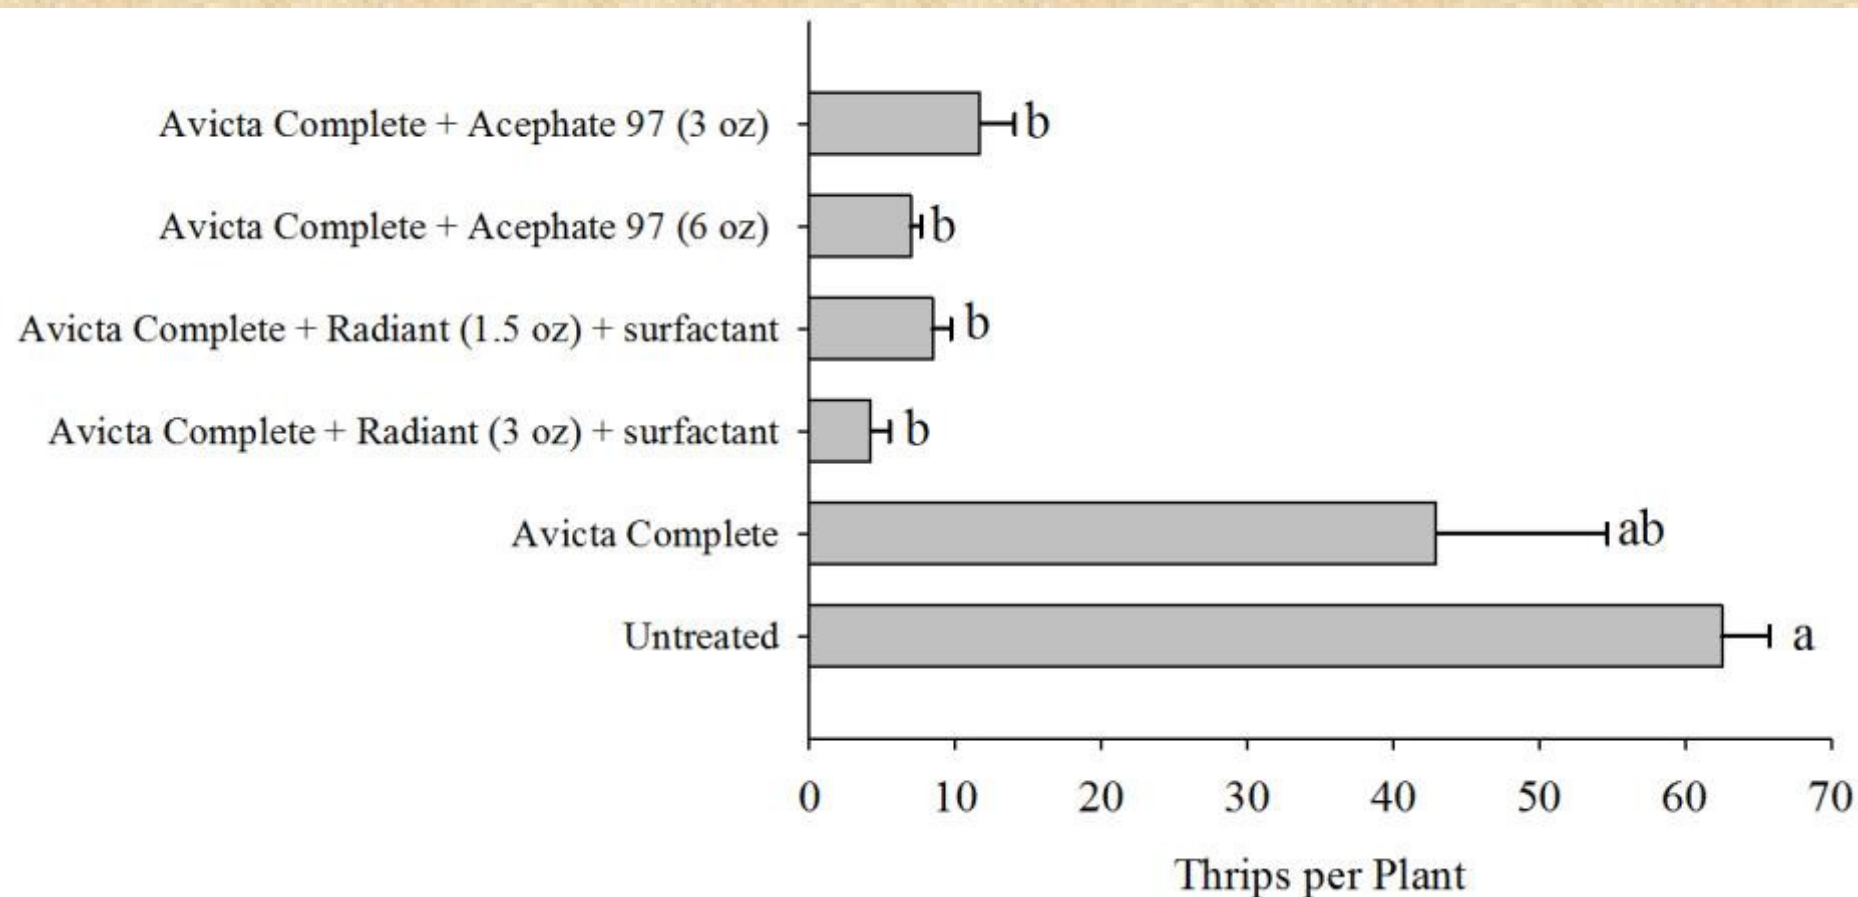 Avicta Complete + Acephate 97 (3 oz)
b
Avicta Complete + Acephate 97 (6 oz)
b
Avicta Complete + Radiant (1.5 oz) + surfactant
b
Avicta Complete + Radiant (3 oz) + surfactant
b
Avicta Complete
ab
Untreated
a
0 10 20 30 40 50 60 70
Thrips per Plant